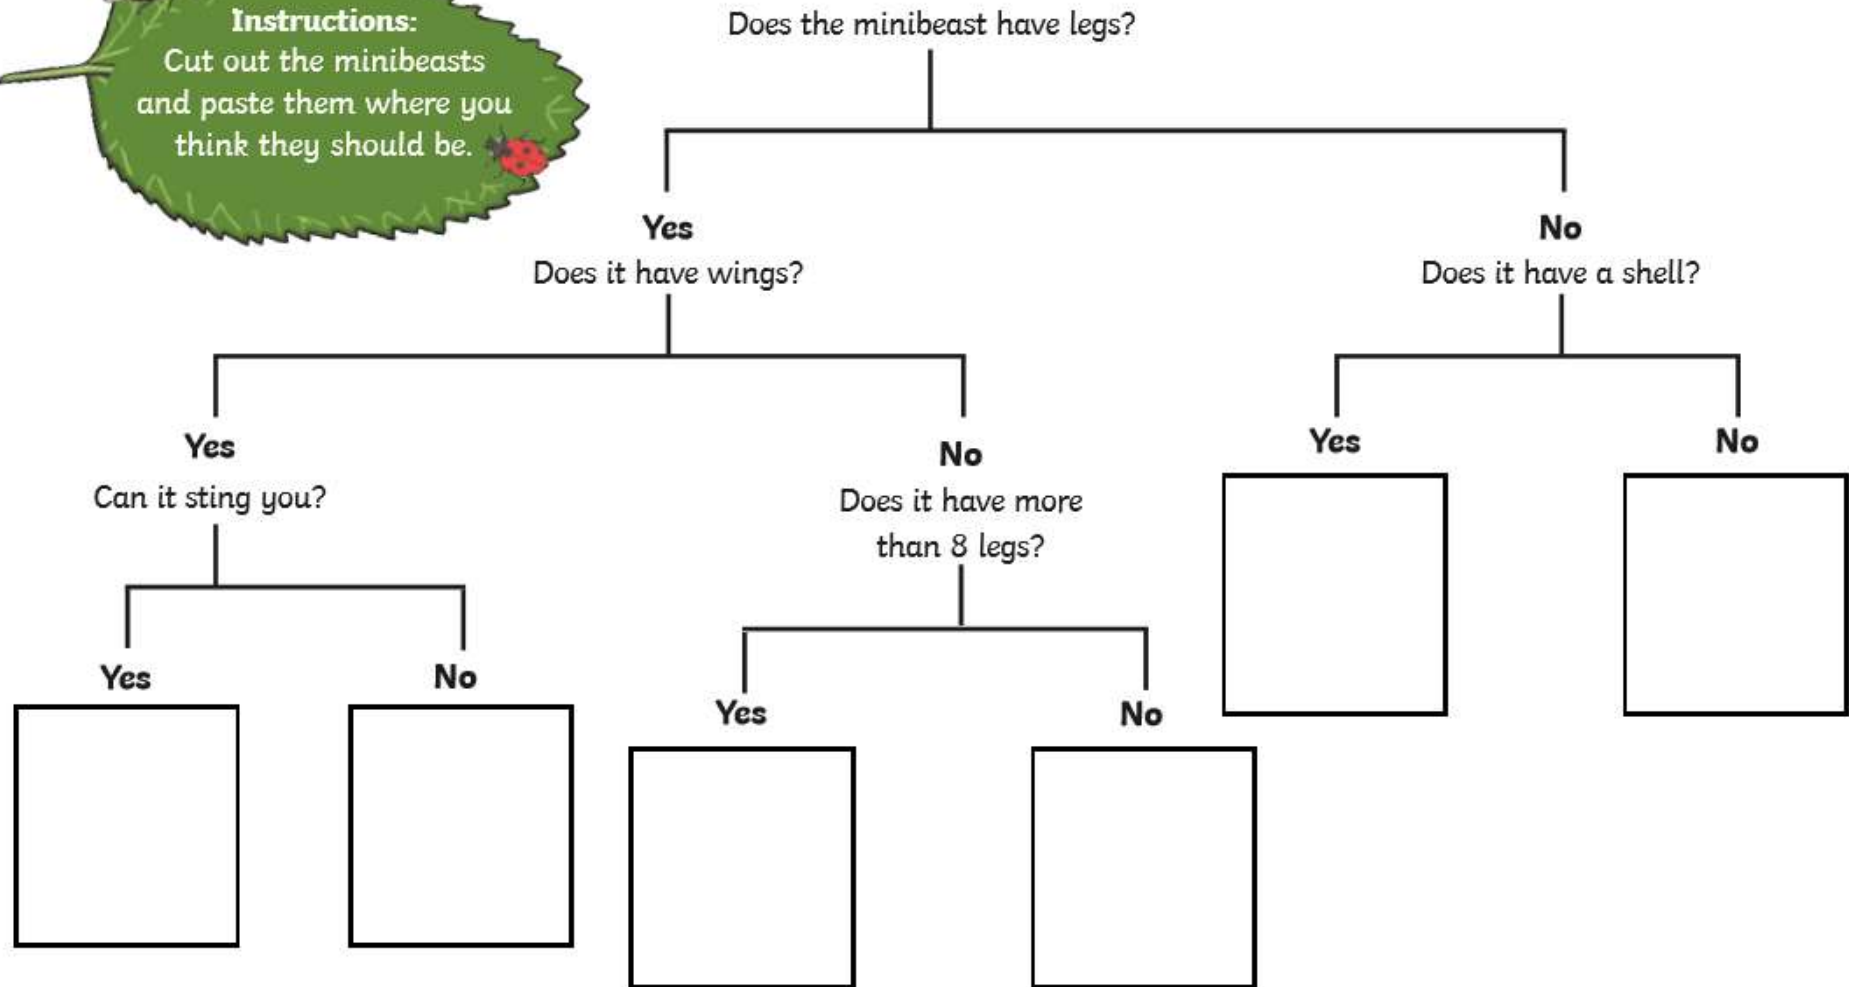 Instructions:
Cut out the minibeasts
and paste them where you
think they should be.
Does the minibeast have legs?
Yes
No
Does it have wings?
Does it have a shell?
Yes
No
Yes
No
Can it sting you?
Does it have more
than 8 legs?
Yes
No
Yes
No